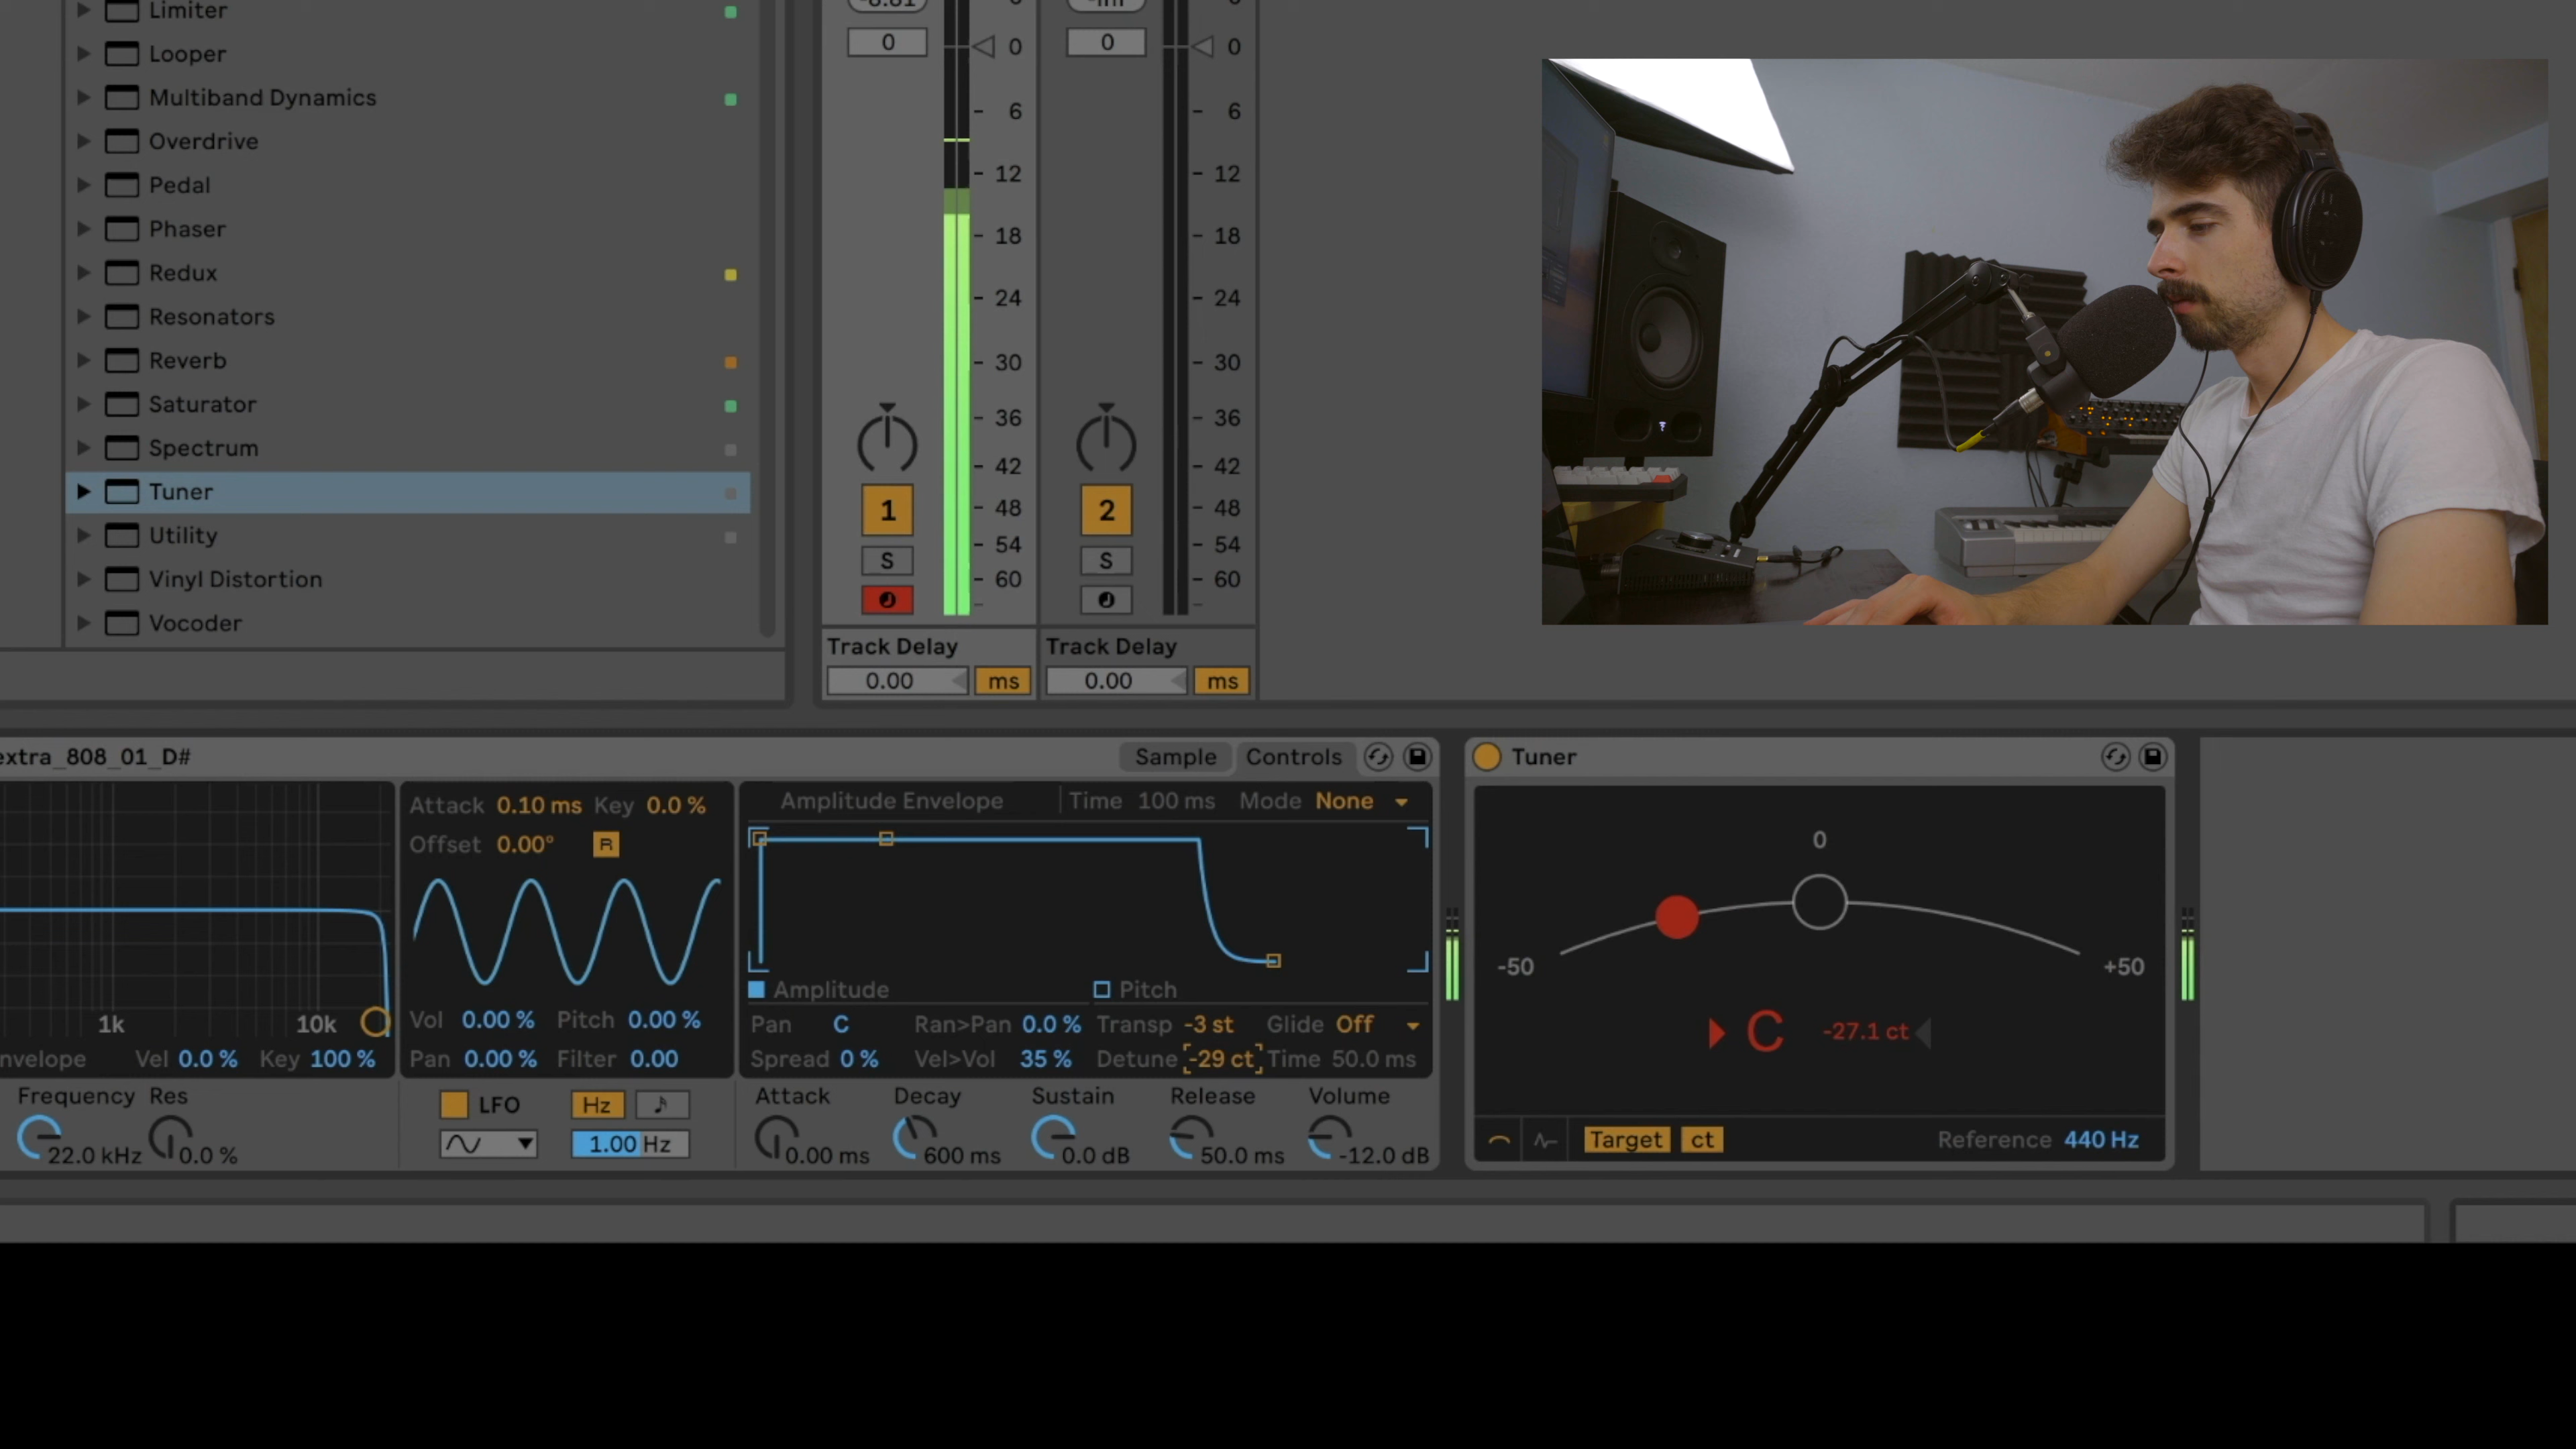 Limiter
Looper
Multiband Dynamics
Overdrive
Pedal
Phaser
Redux
Resonators
Reverb
Saturator
Spectrum
Tuner
Utility
Vinyl Distortion
Vocoder
0
0
6
12
18
24
30
36
42
48
54
60
1
S
Track Delay
0.00 ms
0
0
6
12
18
24
30
36
42
48
54
60
2
S
Track Delay
0.00 ms
extra_808_01_D#
Sample Controls
1k 10k
nvelope Vel 0.0 % Key 100 %
Frequency Res
22.0 kHz 0.0 %
Attack 0.10 ms Key 0.0 %
Offset 0.00° R
Vol 0.00 % Pitch 0.00 %
Pan 0.00 % Filter 0.00
LFO Hz
1.00 Hz
Amplitude Envelope Time 100 ms Mode None
Amplitude Pitch
Pan C Ran>Pan 0.0 % Transp -3 st Glide Off
Spread 0 % Vel>Vol 35 % Detune -29 ct Time 50.0 ms
Attack Decay Sustain Release Volume
0.00 ms 600 ms 0.0 dB 50.0 ms -12.0 dB
Tuner
0
-50 +50
C -27.1 ct
Target ct Reference 440 Hz